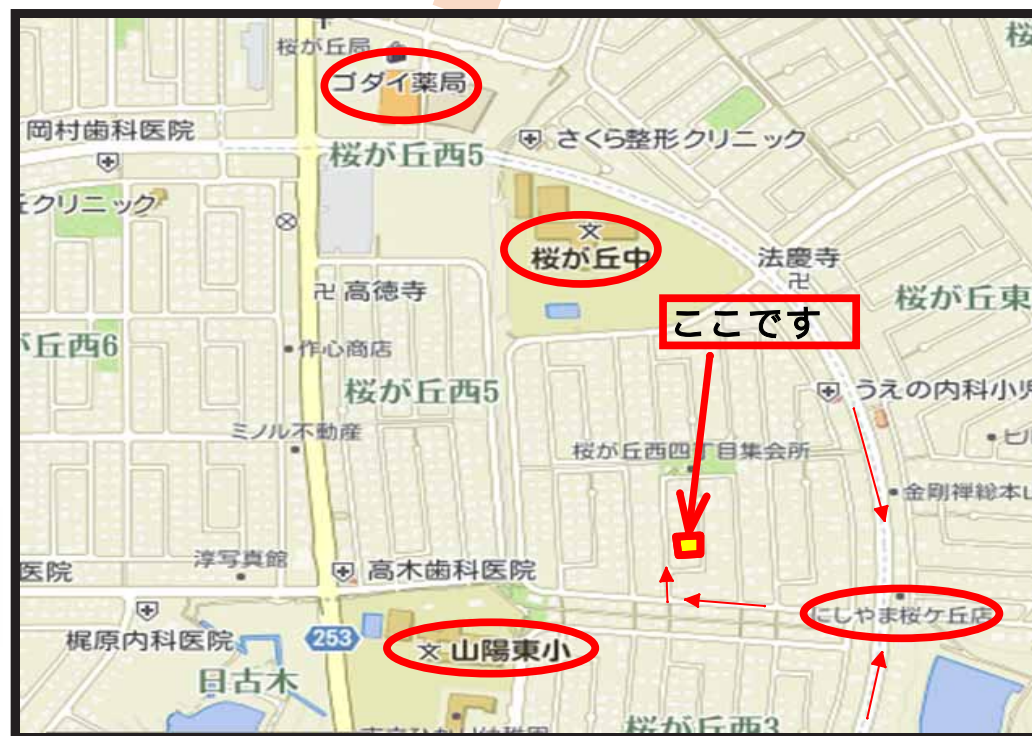 桜が丘局
ゴダイ薬局
岡村歯科医院
桜が丘西5
さくら整形クリニック
丘クリニック
桜が丘中
法慶寺
高徳寺
桜が丘東
ここです
が丘西6
作心商店
桜が丘西5
うえの内科小児
ミノル不動産
桜が丘西四丁目集会所
金剛禅総本山
淳写真館
医院
高木歯科医院
にしやま桜ケ丘店
梶原内科医院
253
山陽東小
日古木
桜が丘西3